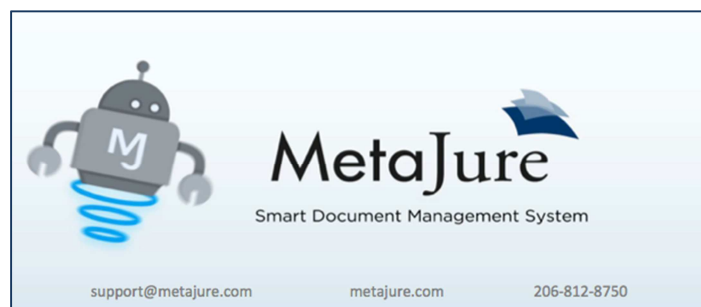 MJ
MetaJure
Smart Document Management System
support@metajure.com metajure.com 206-812-8750